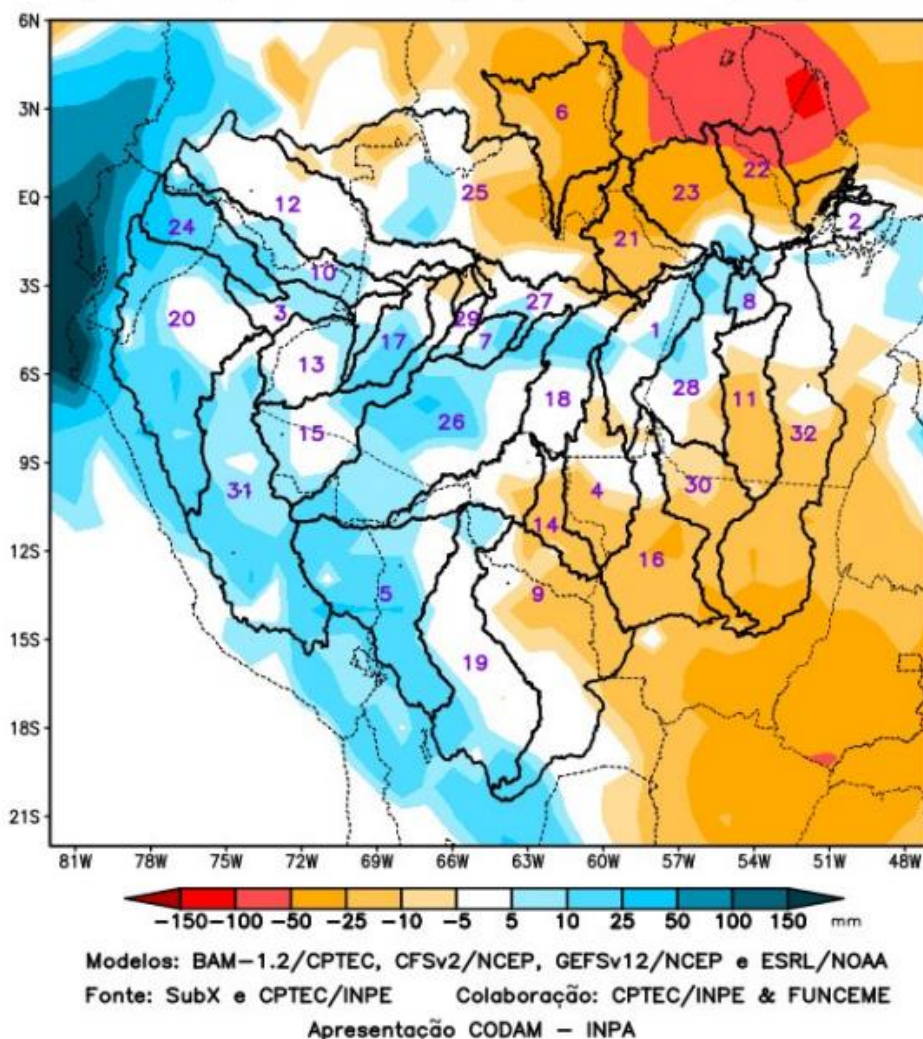 6N
3N
EQ
3S
6S
9S
12S
15S
18S
21S
6
22
12
25
23
2
24
21
10
27
8
3
20
29
1
17
7
13
28
18
11
26
15
32
31
30
4
14
16
5
9
19
81W 78W 75W 72W 69W 66W 63W 60W 57W 54W 51W 48W
−150 −100 −50 −25 −10 −5 5 10 25 50 100 150 mm
Modelos: BAM−1.2/CPTEC, CFSv2/NCEP, GEFSv12/NCEP e ESRL/NOAA
Fonte: SubX e CPTEC/INPE Colaboração: CPTEC/INPE & FUNCEME
Apresentação CODAM − INPA